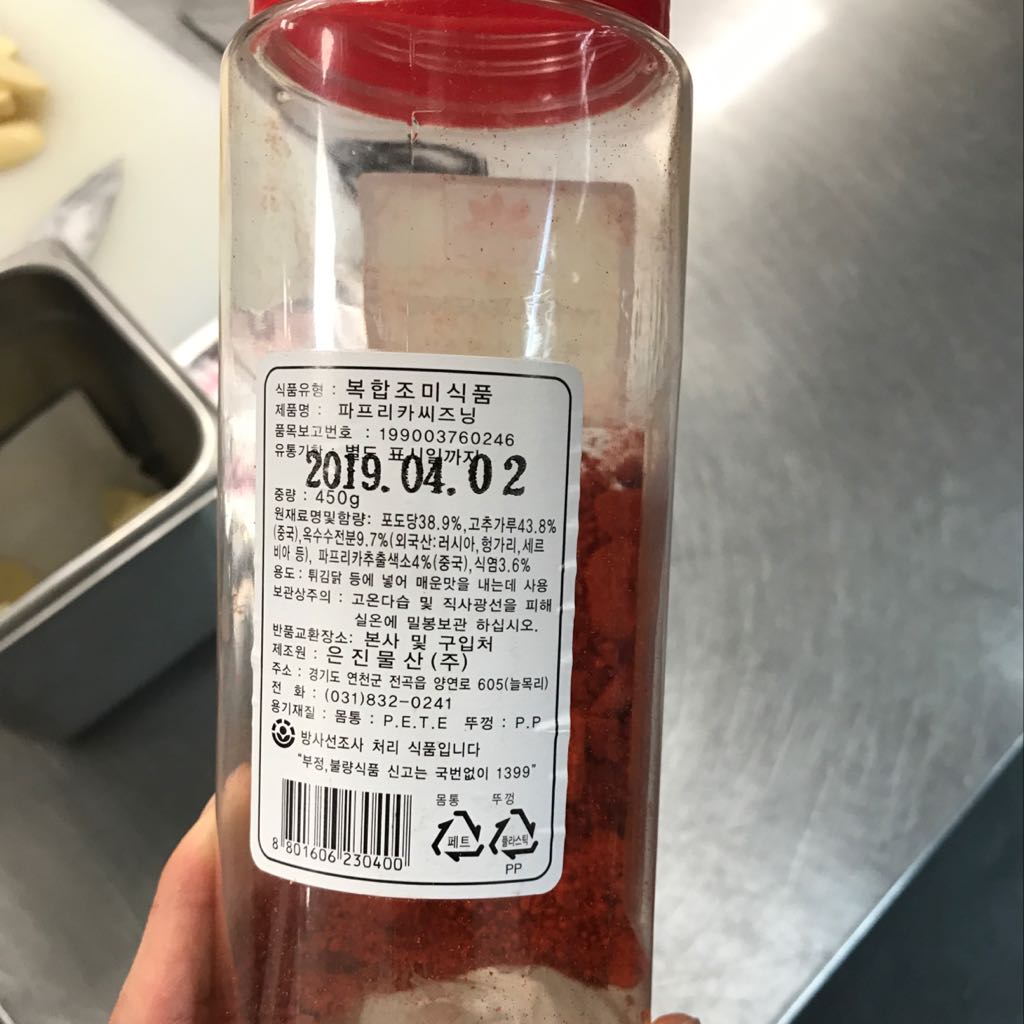 식품유형 : 복합조미식품
제품명 : 파프리카씨즈닝
품목보고번호 : 199003760246
유통기한 : 별도 표시일까지
2019.04.02
중량 : 450g
원재료명및함량: 포도당38.9%,고추가루43.8%
(중국),옥수수전분9.7%(외국산:러시아,헝가리,세르
비아 등), 파프리카추출색소4%(중국),식염3.6%
용도 : 튀김닭 등에 넣어 매운맛을 내는데 사용
보관상주의 : 고온다습 및 직사광선을 피해
실온에 밀봉보관 하십시오.
반품교환장소: 본사 및 구입처
제조원 : 은진물산(주)
주소 : 경기도 연천군 전곡읍 양연로 605(늘목리)
전 화 : (031)832-0241
용기재질 : 몸통 : P.E.T.E 뚜껑 : P.P
방사선조사 처리 식품입니다
"부정,불량식품 신고는 국번없이 1399"
몸통 뚜껑
페트 플라스틱
PP
8 801606 230400